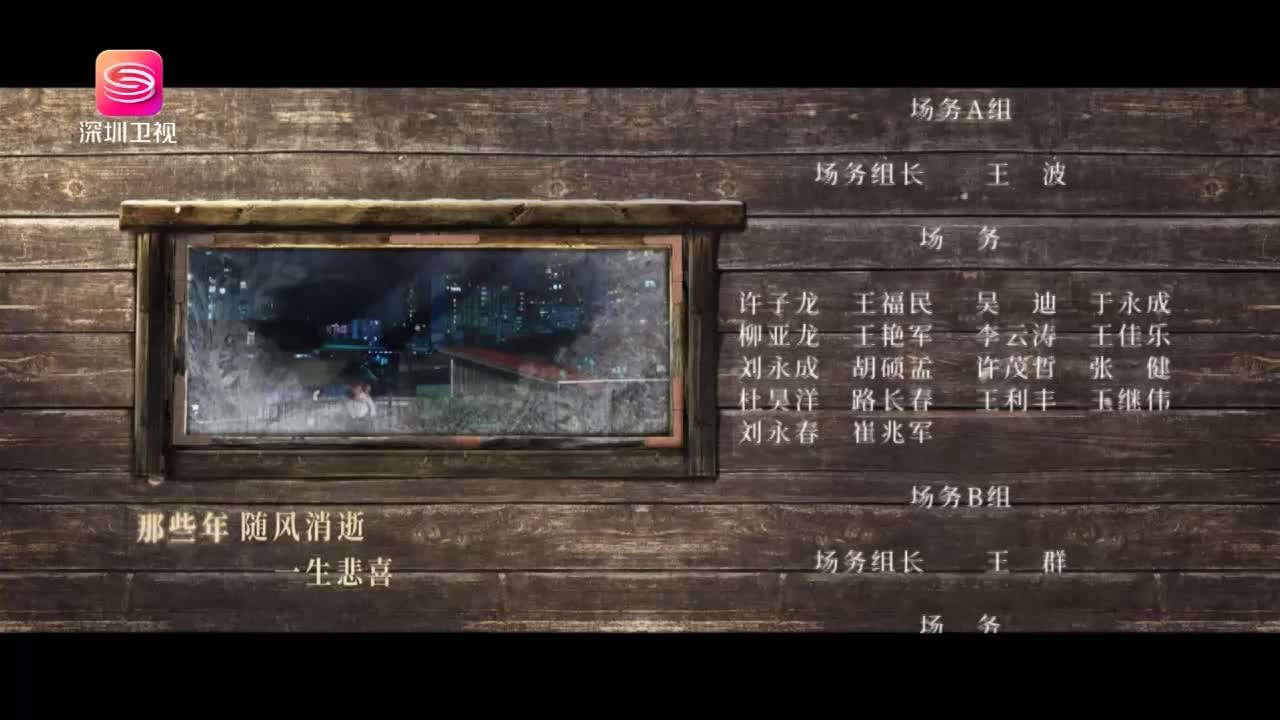 深圳卫视
场务A组
场务组长 王 波
场 务
许子龙 王福民 吴 迪 于永成
柳亚龙 王艳军 李云涛 王佳乐
刘永成 胡硕孟 许茂哲 张 健
杜昊洋 路长春 王利丰 王继伟
刘永春 崔兆军
场务B组
场务组长 王 群
场 务
那些年 随风消逝
一生悲喜